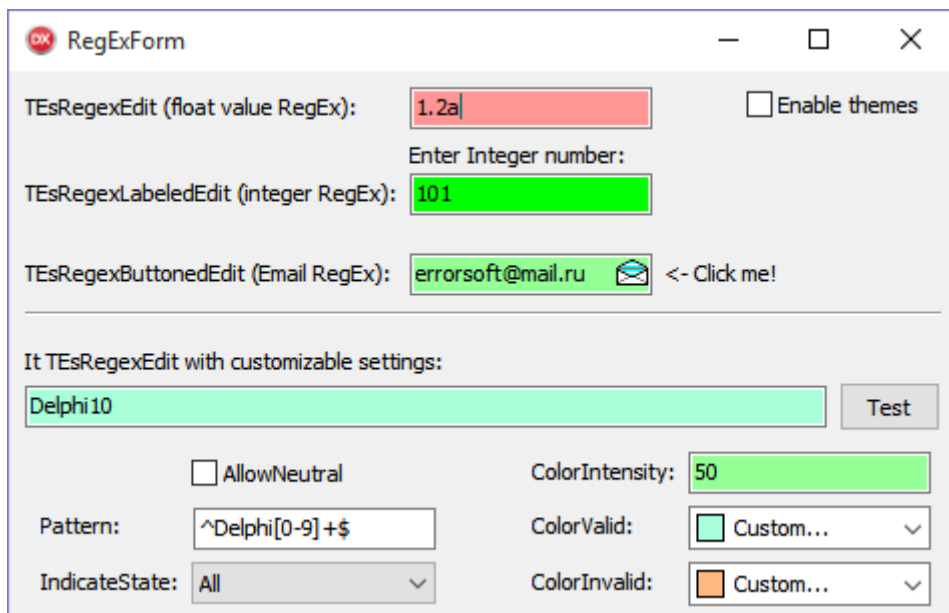 DX RegExForm
TEsRegexEdit (float value RegEx): 1.2a Enable themes
Enter Integer number:
TEsRegexLabeledEdit (integer RegEx): 101
TEsRegexButtonedEdit (Email RegEx): errorsoft@mail.ru <- Click me!
It TEsRegexEdit with customizable settings:
Delphi10 Test
AllowNeutral ColorIntensity: 50
Pattern: ^Delphi[0-9]+$ ColorValid: Custom...
IndicateState: All ColorInvalid: Custom...